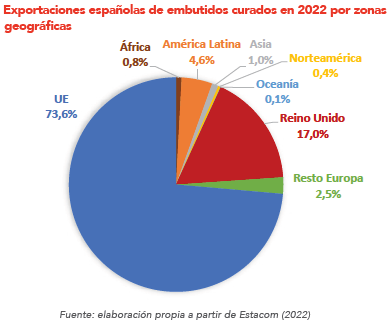 Exportaciones españolas de embutidos curados en 2022 por zonas
geográficas
África
0,8%
América Latina
4,6%
Asia
1,0%
Norteamérica
0,4%
Oceanía
0,1%
UE
73,6%
Reino Unido
17,0%
Resto Europa
2,5%
Fuente: elaboración propia a partir de Estacom (2022)